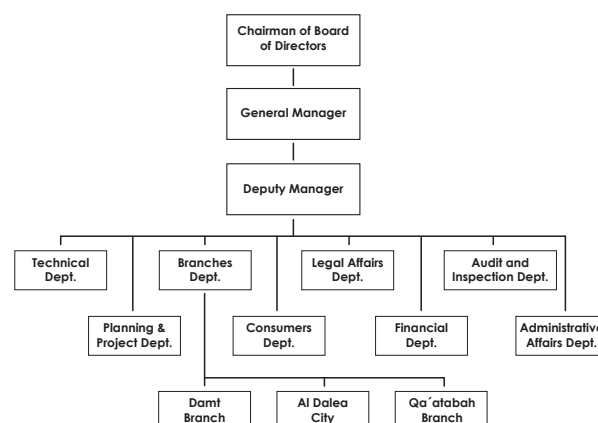 Chairman of Board
of Directors
General Manager
Deputy Manager
Technical
Dept.
Branches
Dept.
Legal Affairs
Dept.
Audit and
Inspection Dept.
Planning &
Project Dept.
Consumers
Dept.
Financial
Dept.
Administrative
Affairs Dept.
Damt
Branch
Al Dalea
City
Qa´atabah
Branch